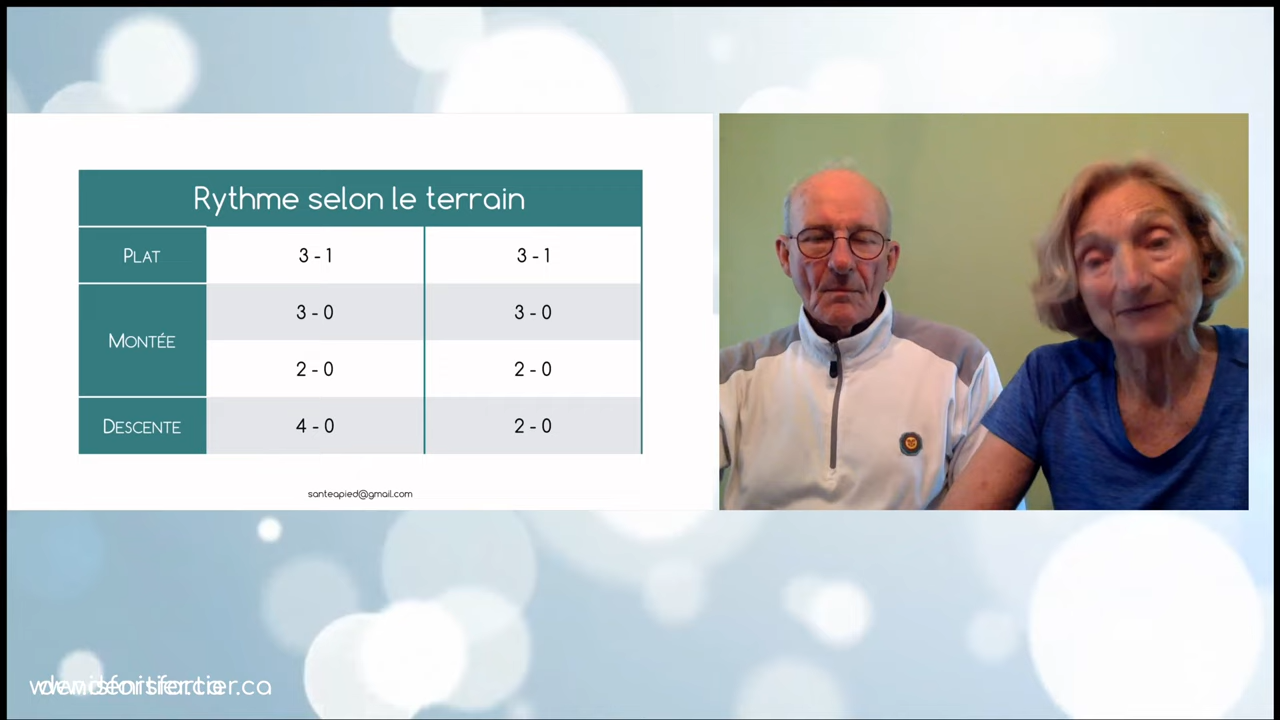 Rythme selon le terrain
PLAT 3 - 1 3 - 1
MONTÉE 3 - 0 3 - 0
2 - 0 2 - 0
DESCENTE 4 - 0 2 - 0
santeapied@gmail.com